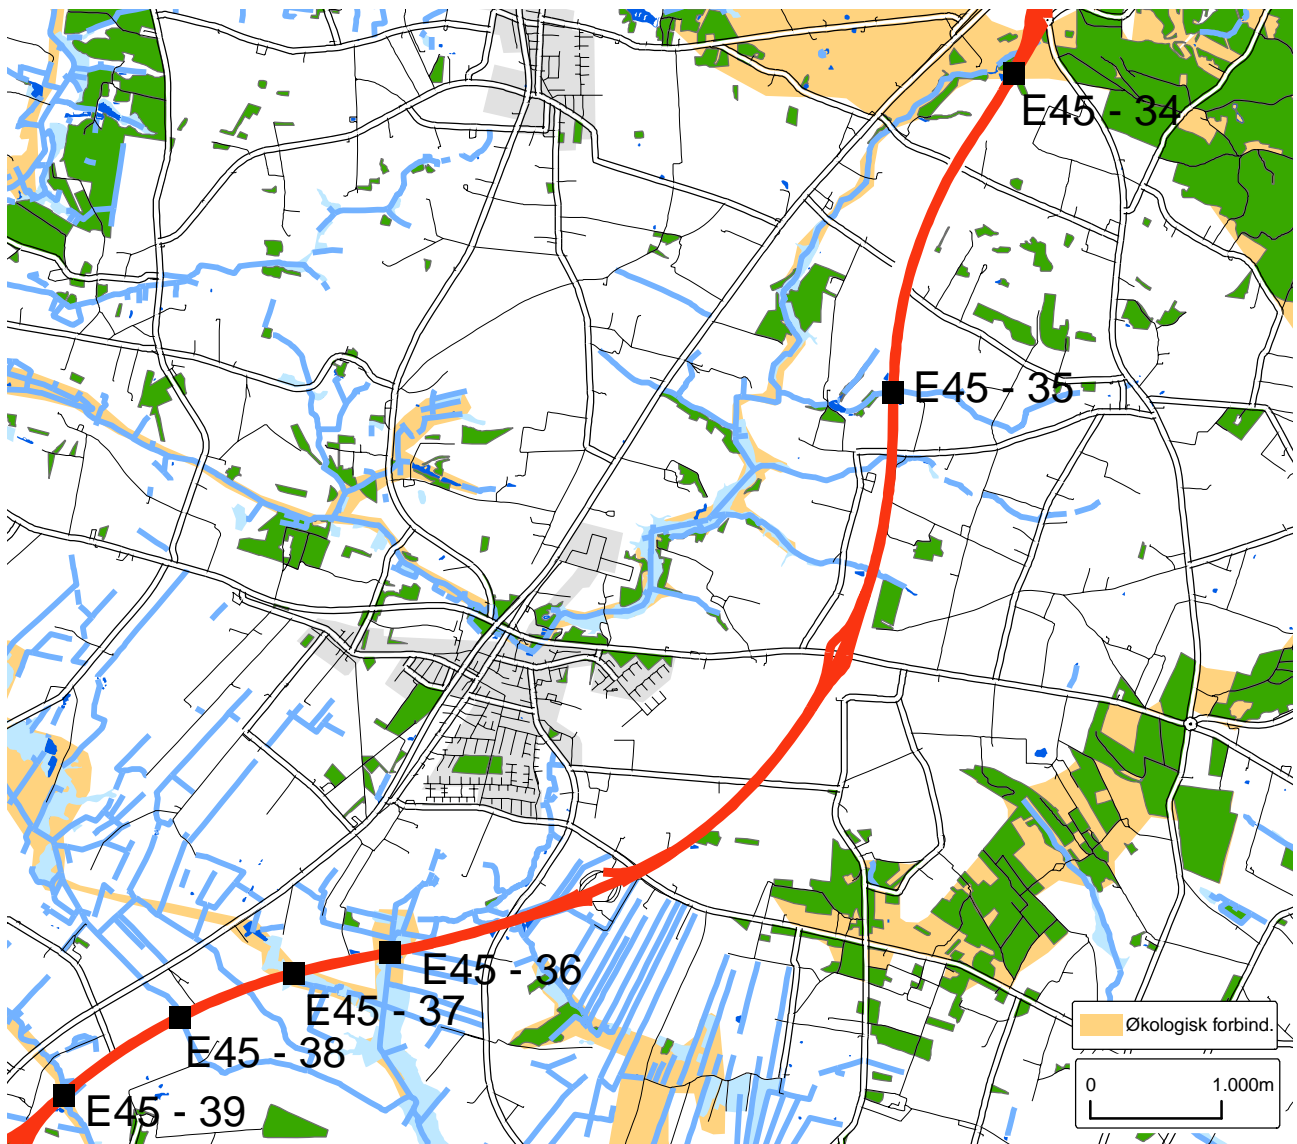 E45 - 34
E45 - 35
E45 - 36
E45 - 37
E45 - 38
E45 - 39
Økologisk forbind.
0 1.000m